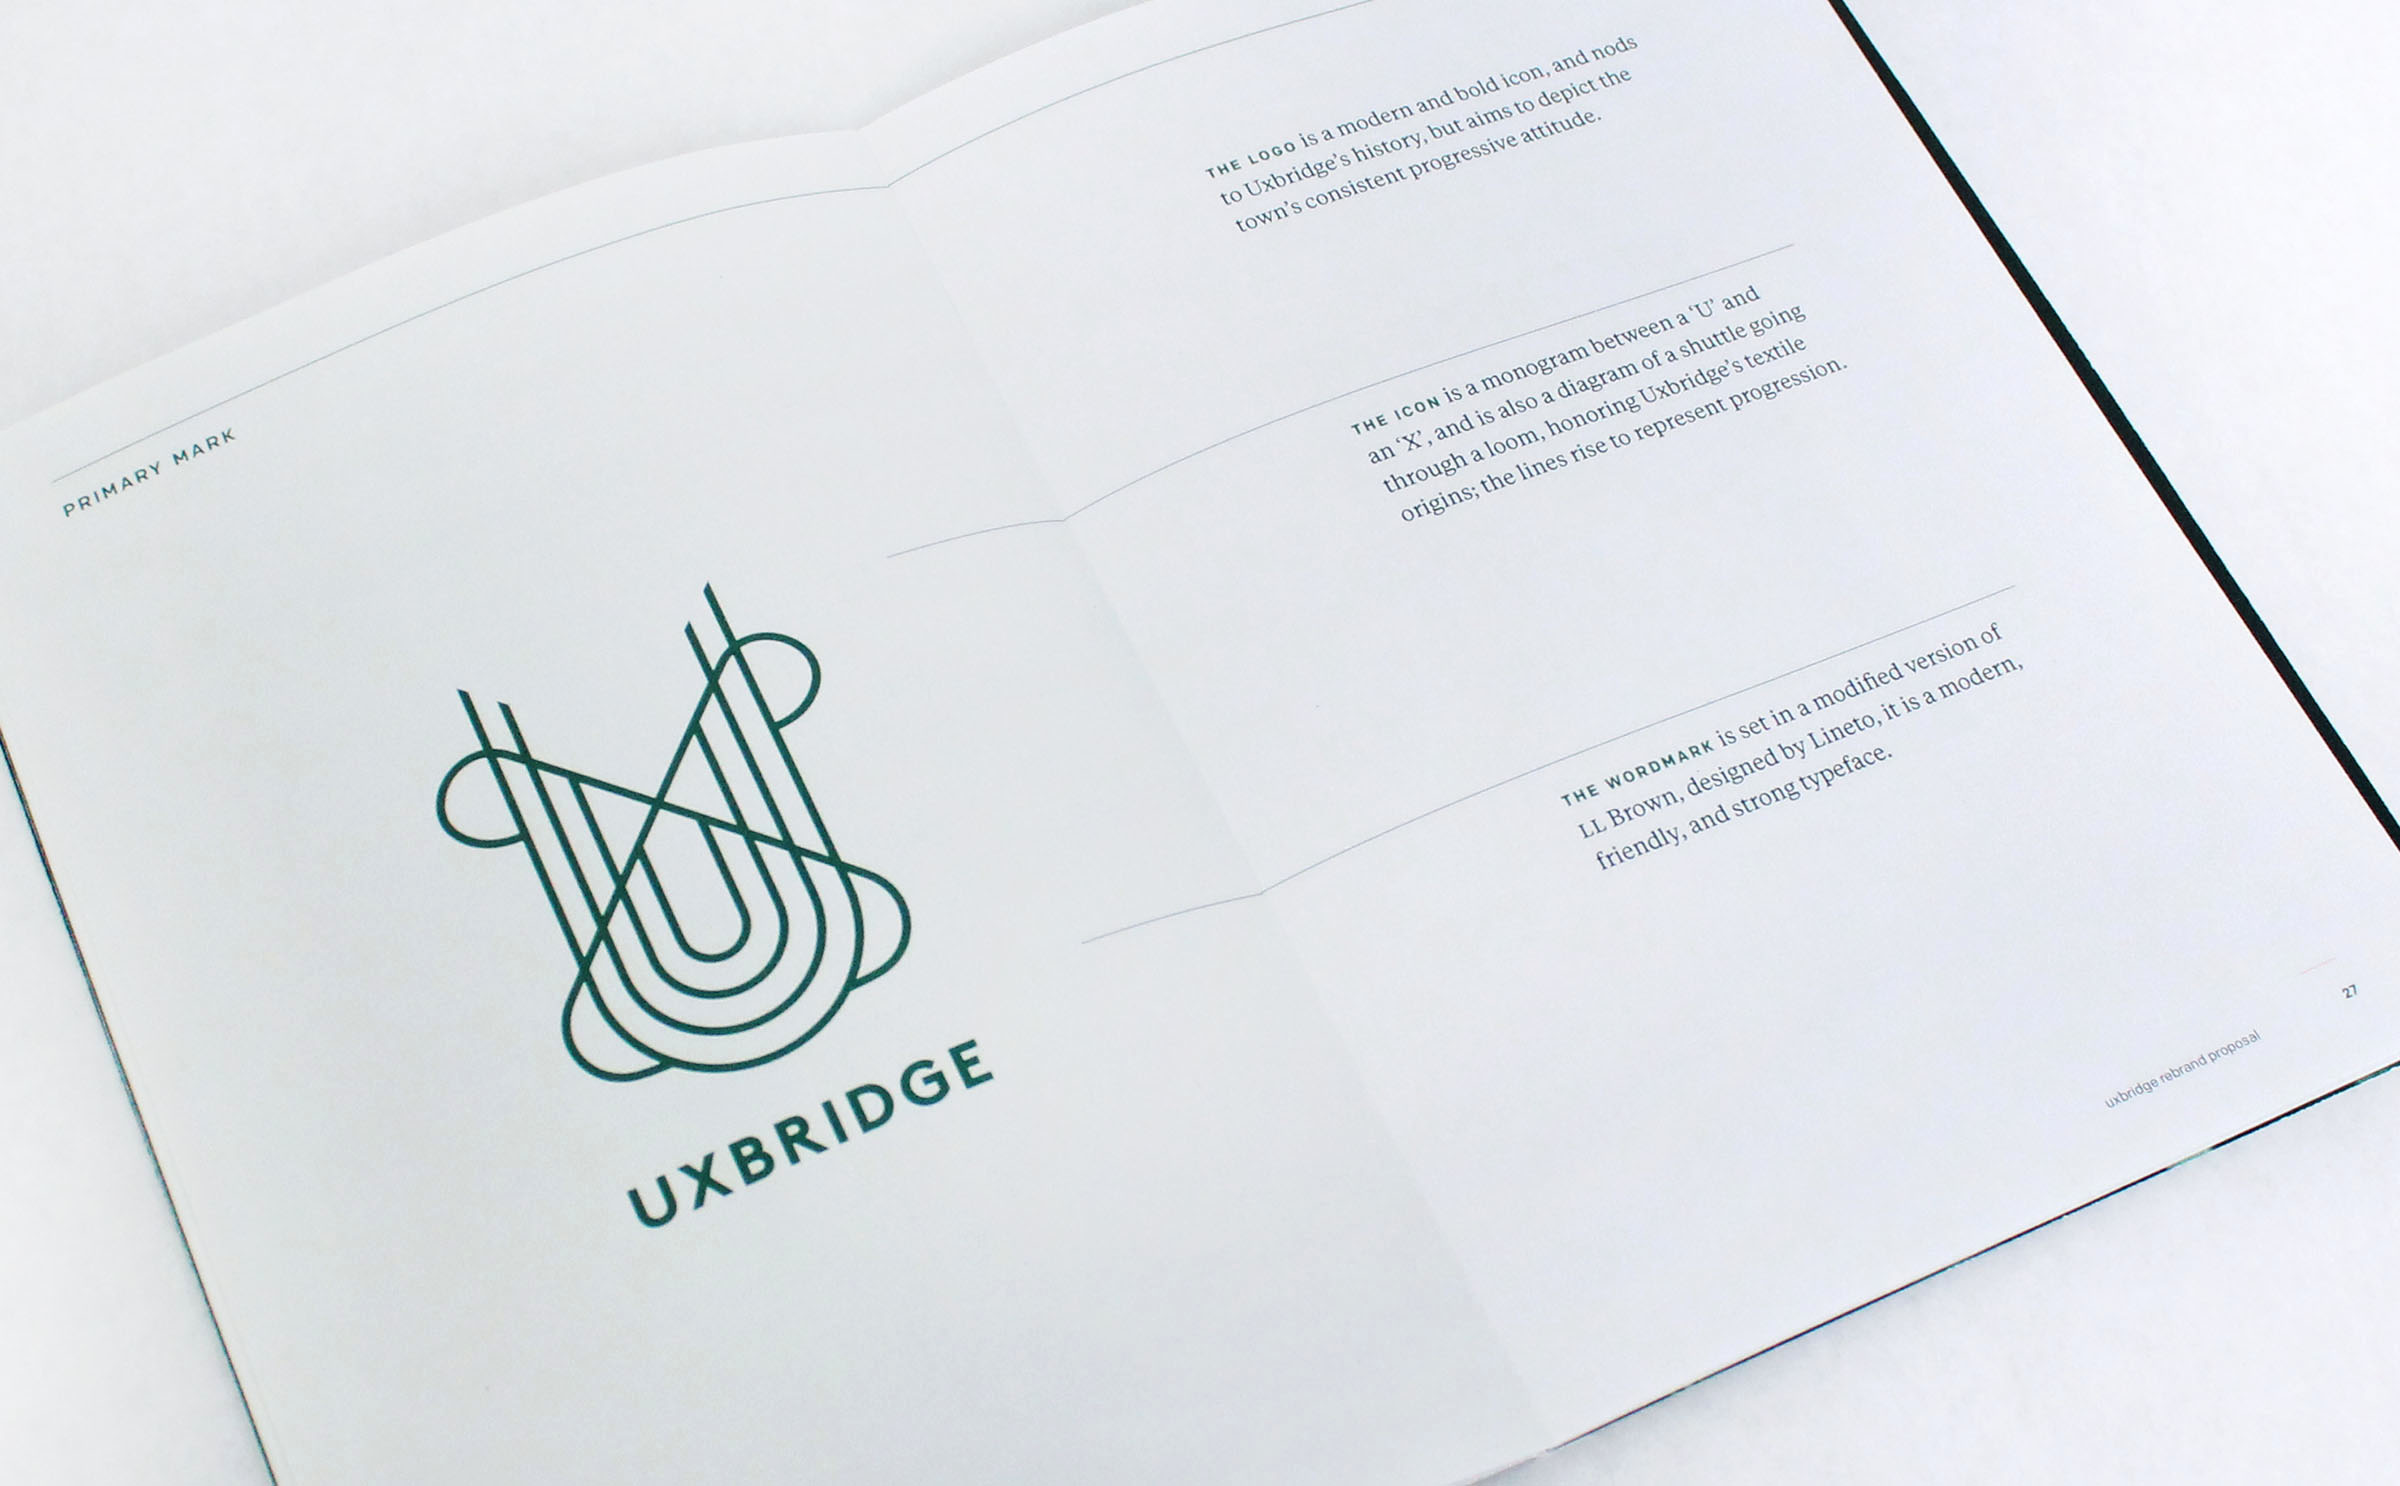 PRIMARY MARK
UXBRIDGE
THE LOGO is a modern and bold icon, and nods
to Uxbridge’s history, but aims to depict the
town’s consistent progressive attitude.
THE ICON is a monogram between a ‘U’ and
an ‘X’, and is also a diagram of a shuttle going
through a loom, honoring Uxbridge’s textile
origins; the lines rise to represent progression.
THE WORDMARK is set in a modified version of
LL Brown, designed by Lineto, it is a modern,
friendly, and strong typeface.
27
uxbridge rebrand proposal